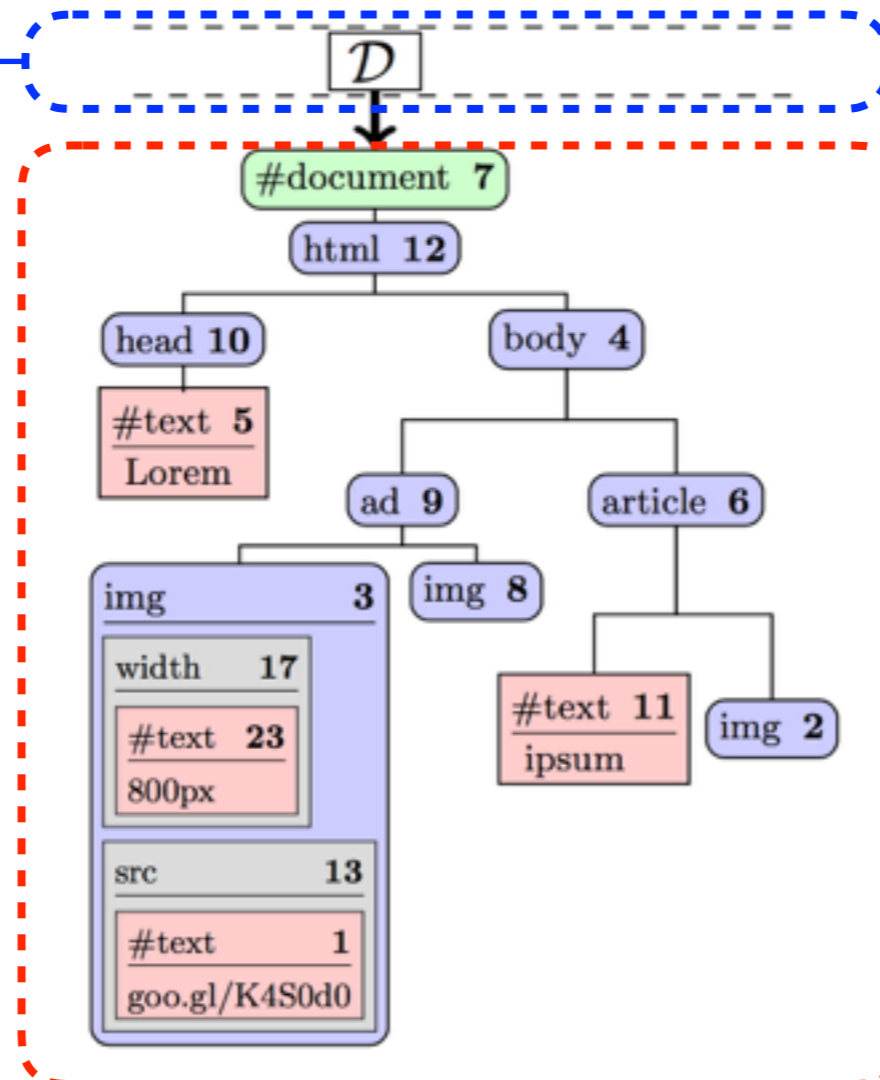 𝒟
#document 7
html 12
head 10
body 4
#text 5
Lorem
ad 9
article 6
img 3
img 8
width 17
#text 23
800px
#text 11
ipsum
img 2
src 13
#text 1
goo.gl/K4S0d0